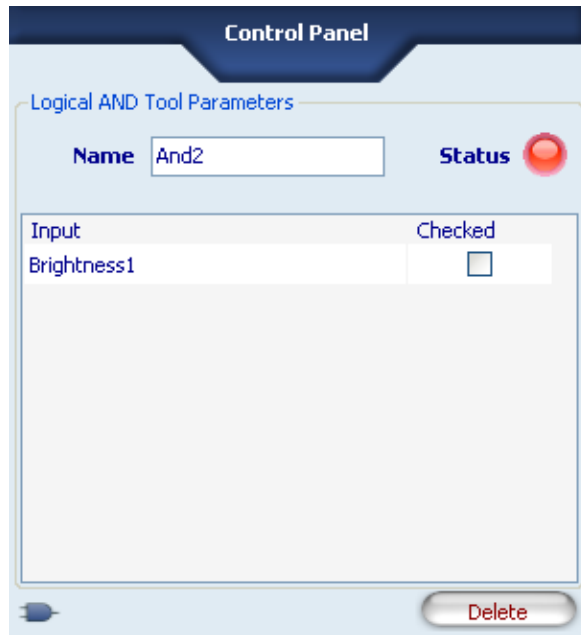 Control Panel
Logical AND Tool Parameters
Name And2 Status
Input Checked
Brightness1
Delete